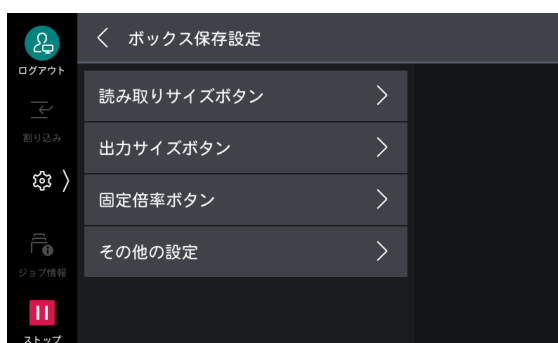 ボックス保存設定
ログアウト
読み取りサイズボタン
割り込み
出力サイズボタン
固定倍率ボタン
その他の設定
ジョブ情報
ストップ